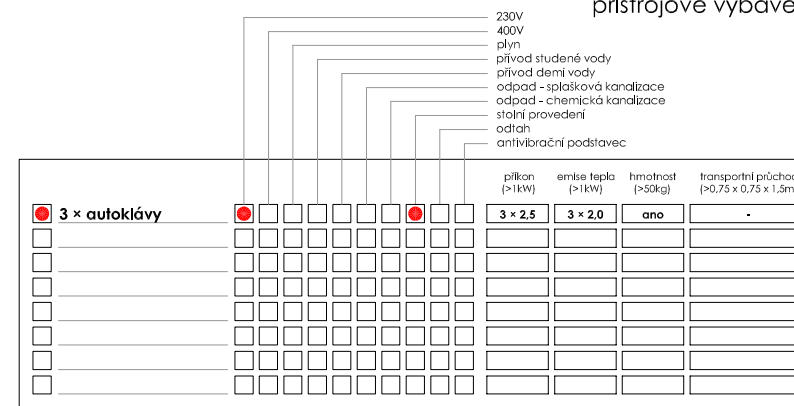 přístrojové vybave
230V
400V
plyn
přívod studené vody
přívod demi vody
odpad - splašková kanalizace
odpad - chemická kanalizace
stolní provedení
odtah
antivibrační podstavec
příkon emise tepla hmotnost transportní průchod
(>1kW) (>1kW) (>50kg) (>0,75 x 0,75 x 1,5m
3 × autoklávy 3 × 2,5 3 × 2,0 ano -